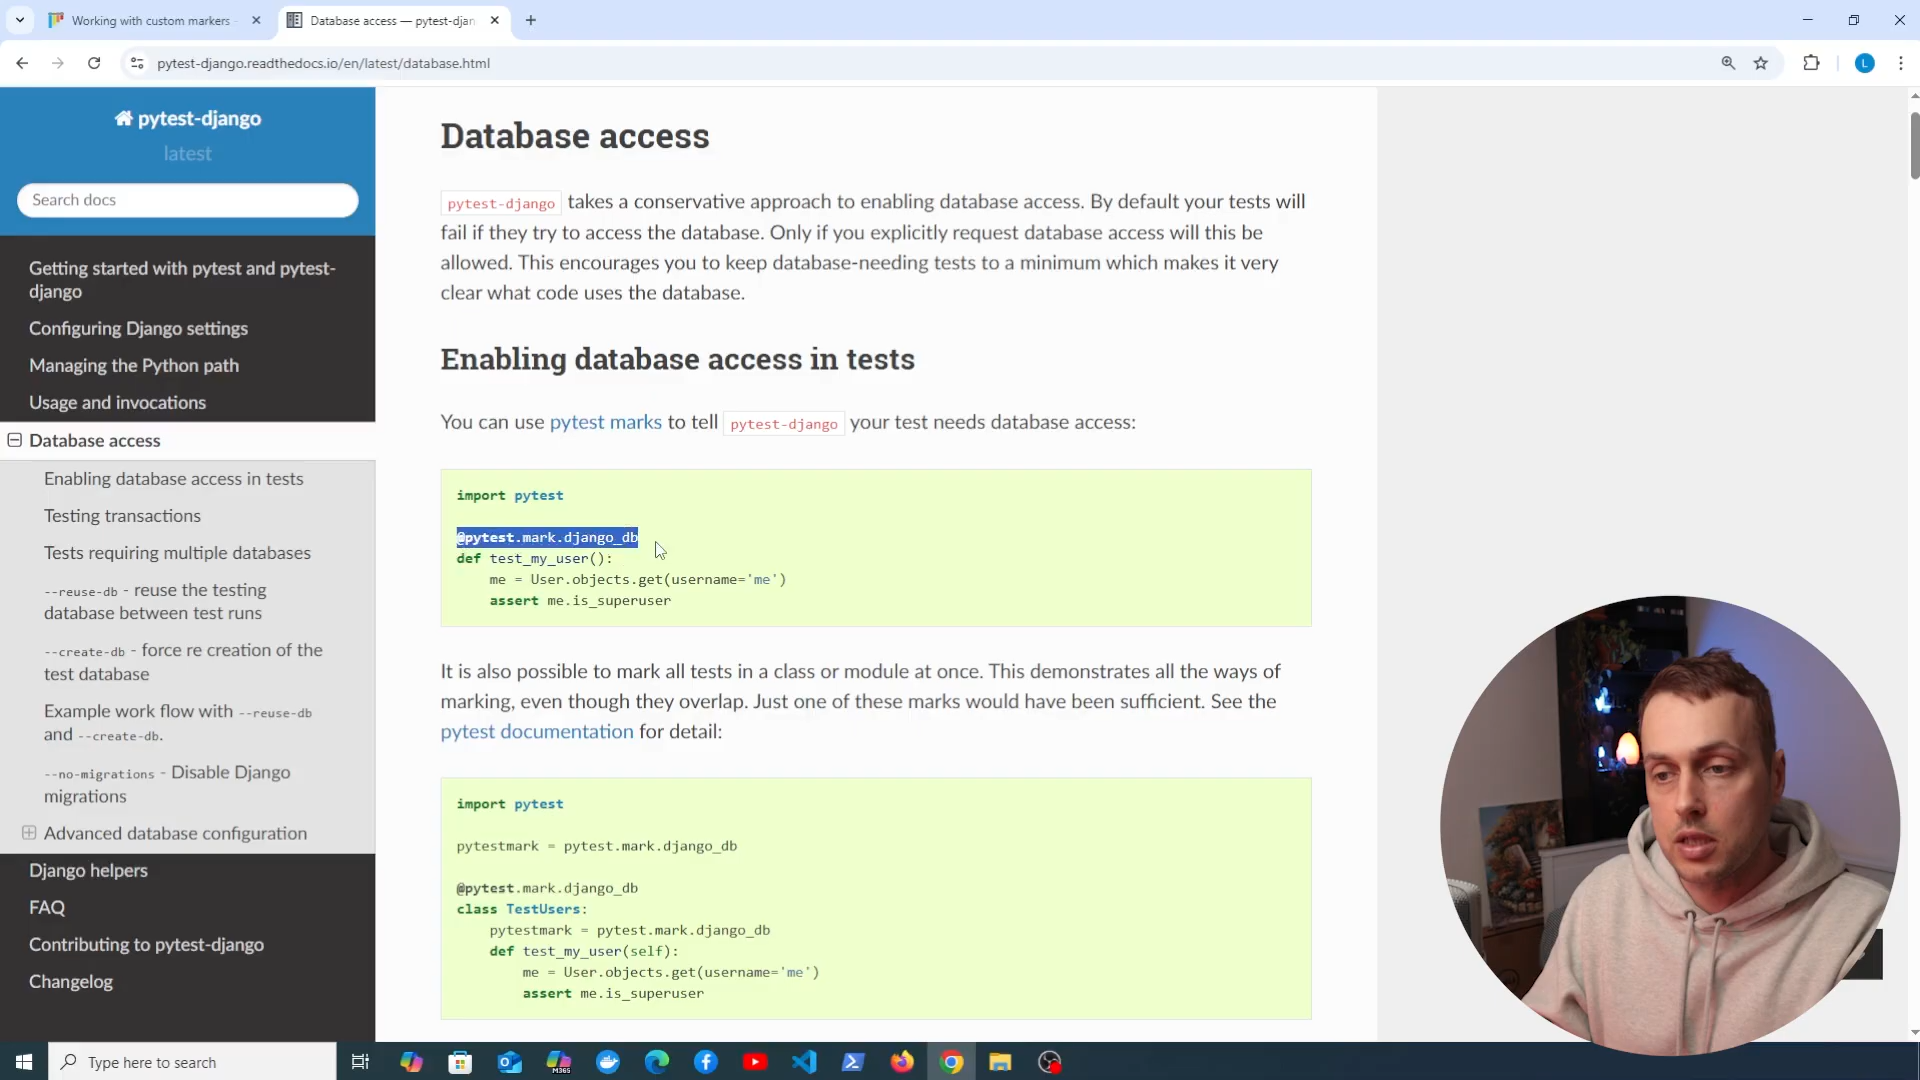 Working with custom markers
Database access — pytest-djan
pytest-django.readthedocs.io/en/latest/database.html
L
pytest-django
latest
Search docs
Getting started with pytest and pytest-
django
Configuring Django settings
Managing the Python path
Usage and invocations
Database access
Enabling database access in tests
Testing transactions
Tests requiring multiple databases
--reuse-db - reuse the testing
database between test runs
--create-db - force re creation of the
test database
Example work flow with --reuse-db
and --create-db.
--no-migrations - Disable Django
migrations
Advanced database configuration
Django helpers
FAQ
Contributing to pytest-django
Changelog
Database access
pytest-django takes a conservative approach to enabling database access. By default your tests will
fail if they try to access the database. Only if you explicitly request database access will this be
allowed. This encourages you to keep database-needing tests to a minimum which makes it very
clear what code uses the database.
Enabling database access in tests
You can use pytest marks to tell pytest-django your test needs database access:
import pytest
@pytest.mark.django_db
def test_my_user():
me = User.objects.get(username='me')
assert me.is_superuser
It is also possible to mark all tests in a class or module at once. This demonstrates all the ways of
marking, even though they overlap. Just one of these marks would have been sufficient. See the
pytest documentation for detail:
import pytest
pytestmark = pytest.mark.django_db
@pytest.mark.django_db
class TestUsers:
pytestmark = pytest.mark.django_db
def test_my_user(self):
me = User.objects.get(username='me')
assert me.is_superuser
Type here to search
M365